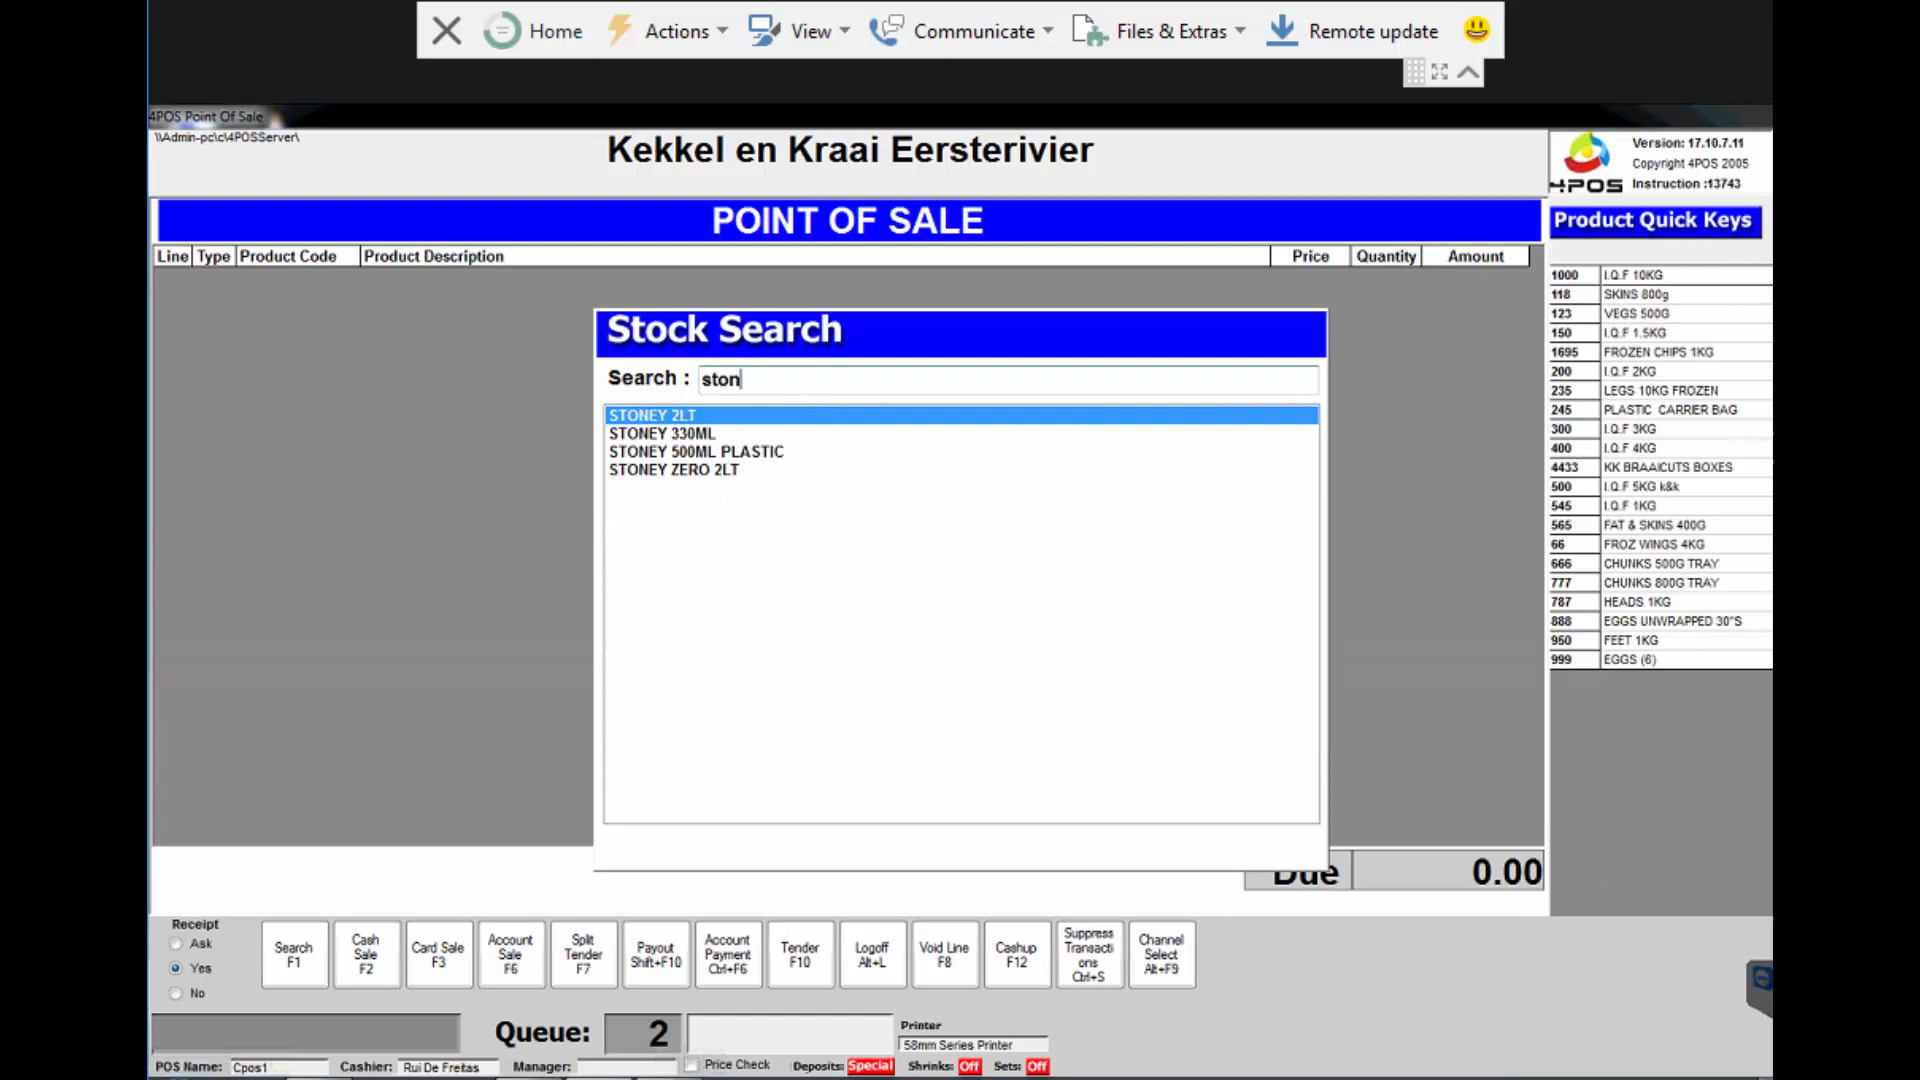 Home Actions View Communicate Files & Extras Remote update
4POS Point Of Sale
\\Admin-pc\c\4POSServer\
Kekkel en Kraai Eersterivier
Version: 17.10.7.11
Copyright 4POS 2005
4POS Instruction :13743
POINT OF SALE
Product Quick Keys
Line Type Product Code Product Description Price Quantity Amount
1000 I.Q.F 10KG
118 SKINS 800g
123 VEGS 500G
150 I.Q.F 1.5KG
1695 FROZEN CHIPS 1KG
200 I.Q.F 2KG
235 LEGS 10KG FROZEN
245 PLASTIC CARRIER BAG
300 I.Q.F 3KG
400 I.Q.F 4KG
4433 KK BRAAICUTS BOXES
500 I.Q.F 5KG k&k
545 I.Q.F 1KG
565 FAT & SKINS 400G
66 FROZ WINGS 4KG
666 CHUNKS 500G TRAY
777 CHUNKS 800G TRAY
787 HEADS 1KG
888 EGGS UNWRAPPED 30"S
950 FEET 1KG
999 EGGS (6)
Stock Search
Search : ston
STONEY 2LT
STONEY 330ML
STONEY 500ML PLASTIC
STONEY ZERO 2LT
Due 0.00
Receipt
Ask
Yes
No
Search
F1
Cash
Sale
F2
Card Sale
F3
Account
Sale
F6
Split
Tender
F7
Payout
Shift+F10
Account
Payment
Ctrl+F6
Tender
F10
Logoff
Alt+L
Void Line
F8
Cashup
F12
Suppress
Transacti
ons
Ctrl+S
Channel
Select
Alt+F9
Queue: 2
Printer
58mm Series Printer
POS Name: Cpos1 Cashier: Rui De Freitas Manager: Price Check Deposits: Special Shrinks: Off Sets: Off